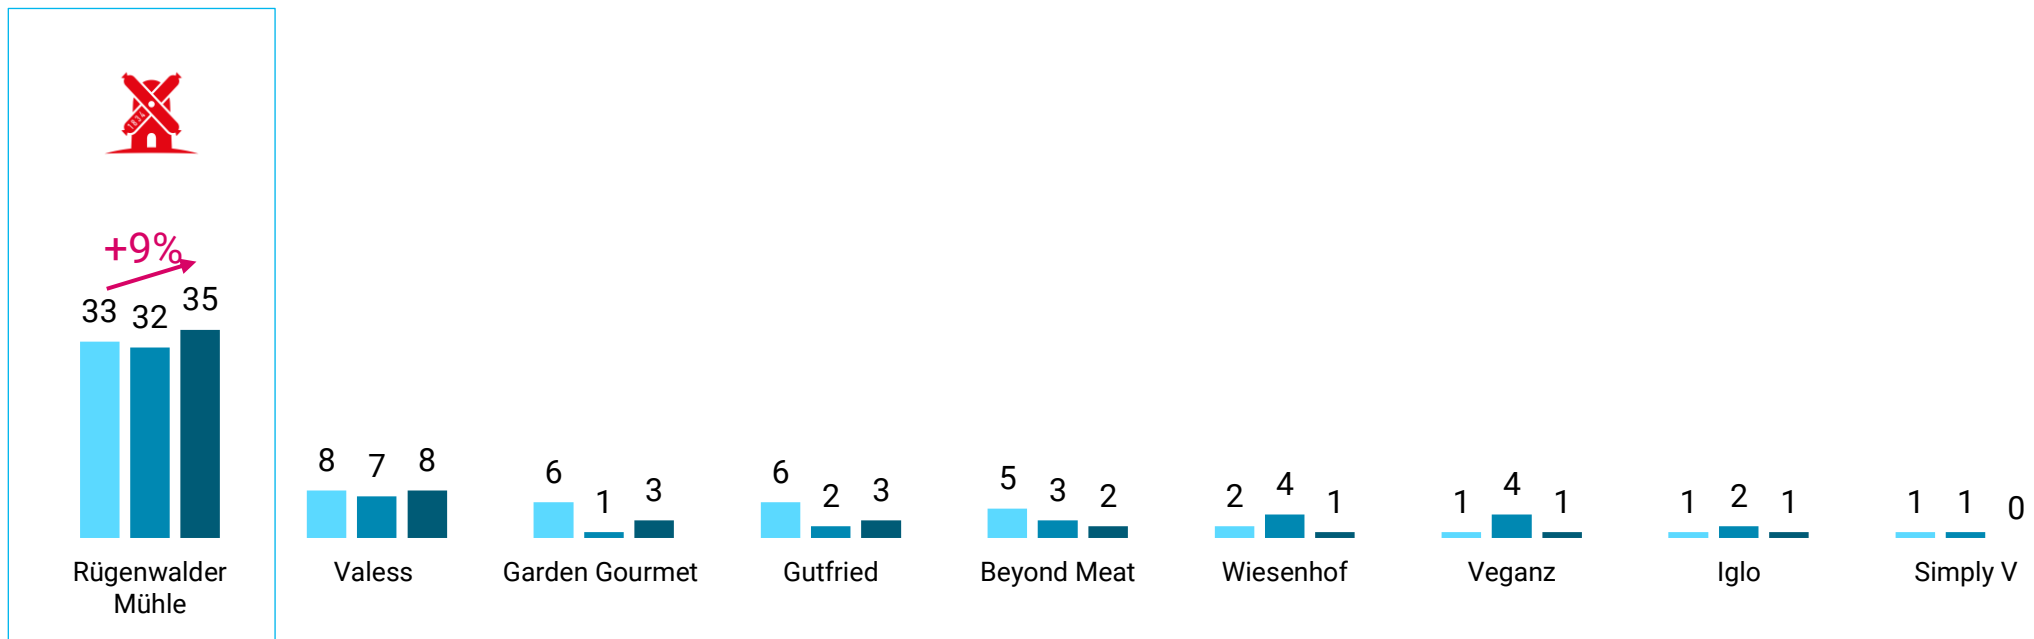 1834
+9%
33 32 35
8 7 8
6 1 3
6 2 3
5 3 2
2 4 1
1 4 1
1 2 1
1 1 0
Rügenwalder
Mühle
Valess
Garden Gourmet
Gutfried
Beyond Meat
Wiesenhof
Veganz
Iglo
Simply V